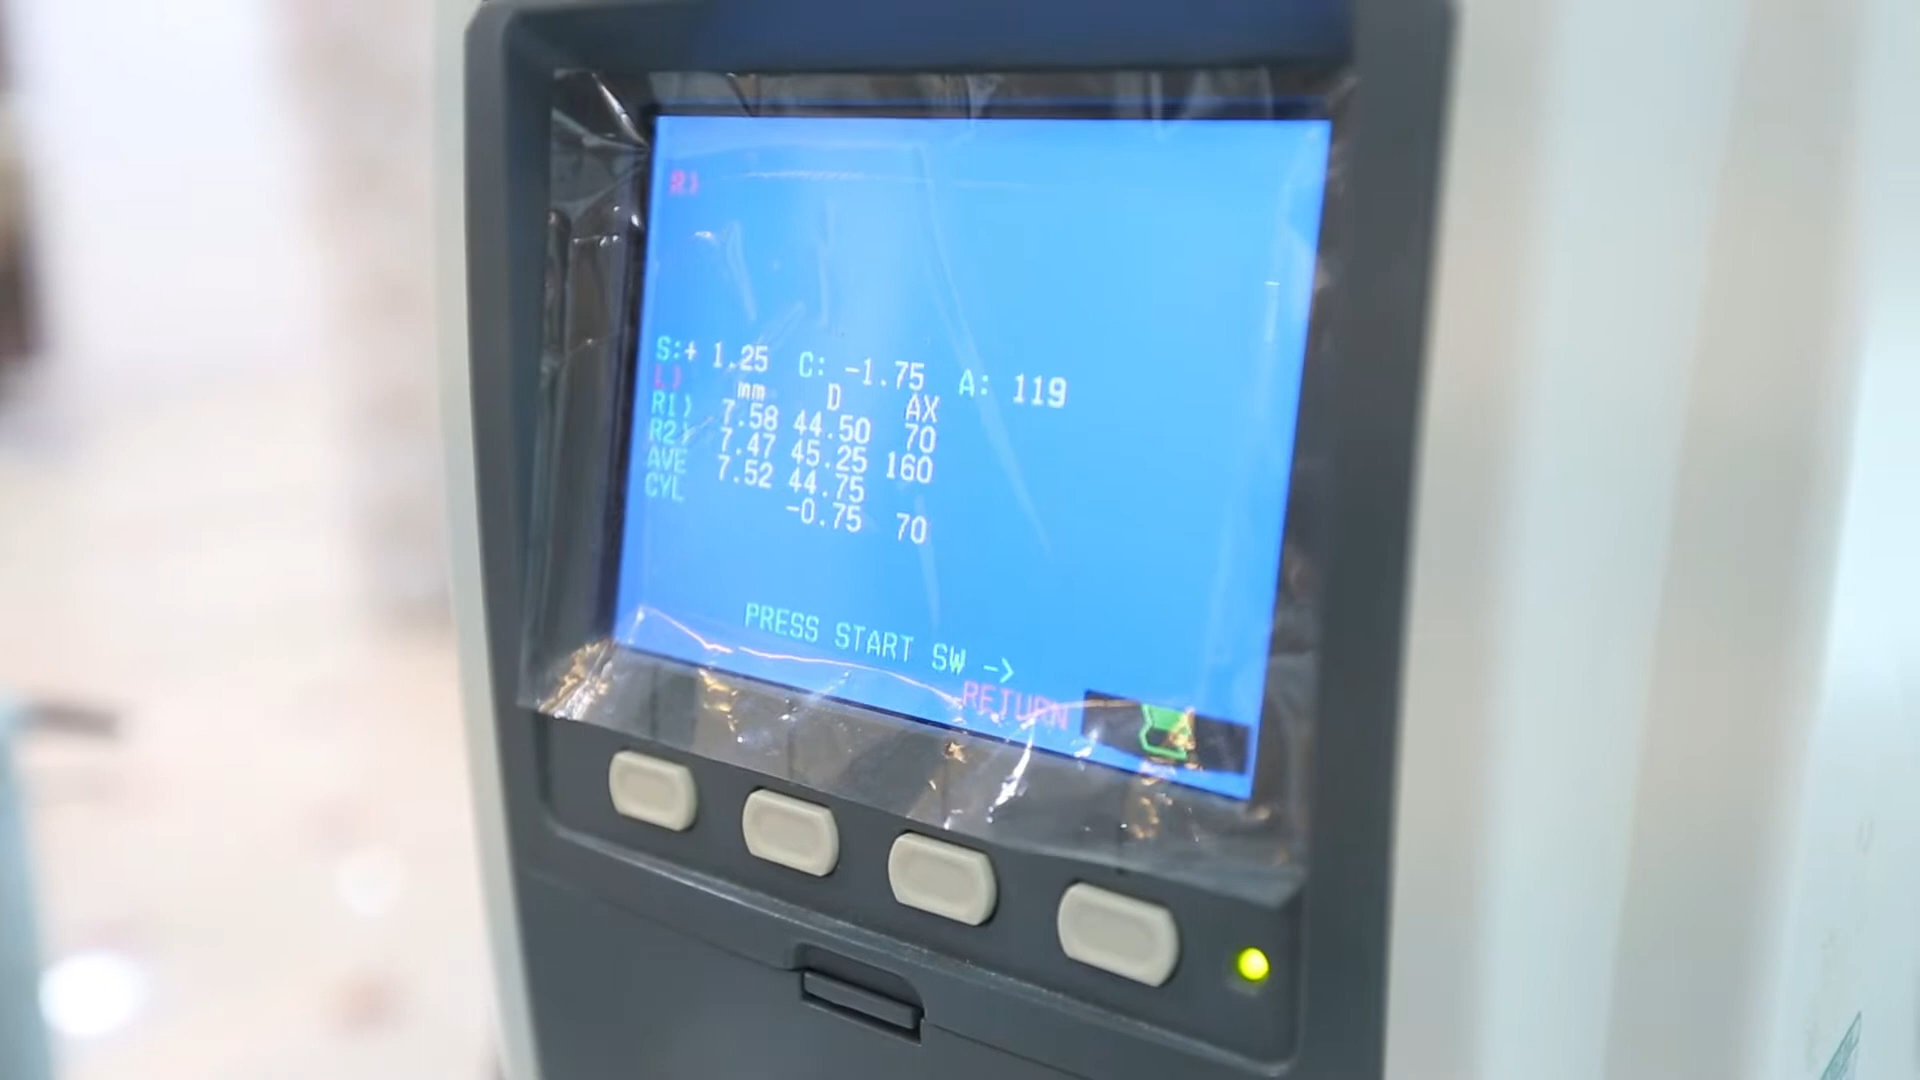 R)
S:+ 1.25 C: -1.75 A: 119
L)
mm D AX
R1) 7.58 44.50 70
R2) 7.47 45.25 160
AVE 7.52 44.75
CYL -0.75 70
PRESS START SW ->
RETURN